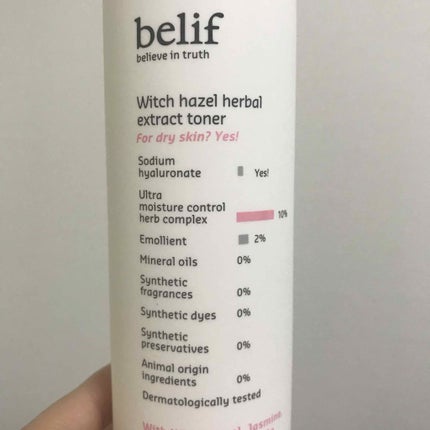 belif
believe in truth
Witch hazel herbal
extract toner
For dry skin? Yes!
Sodium
hyaluronate Yes!
Ultra
moisture control
herb complex 10%
Emollient 2%
Mineral oils 0%
Synthetic
fragrances 0%
Synthetic dyes 0%
Synthetic
preservatives 0%
Animal origin
ingredients 0%
Dermatologically tested
Jasmine